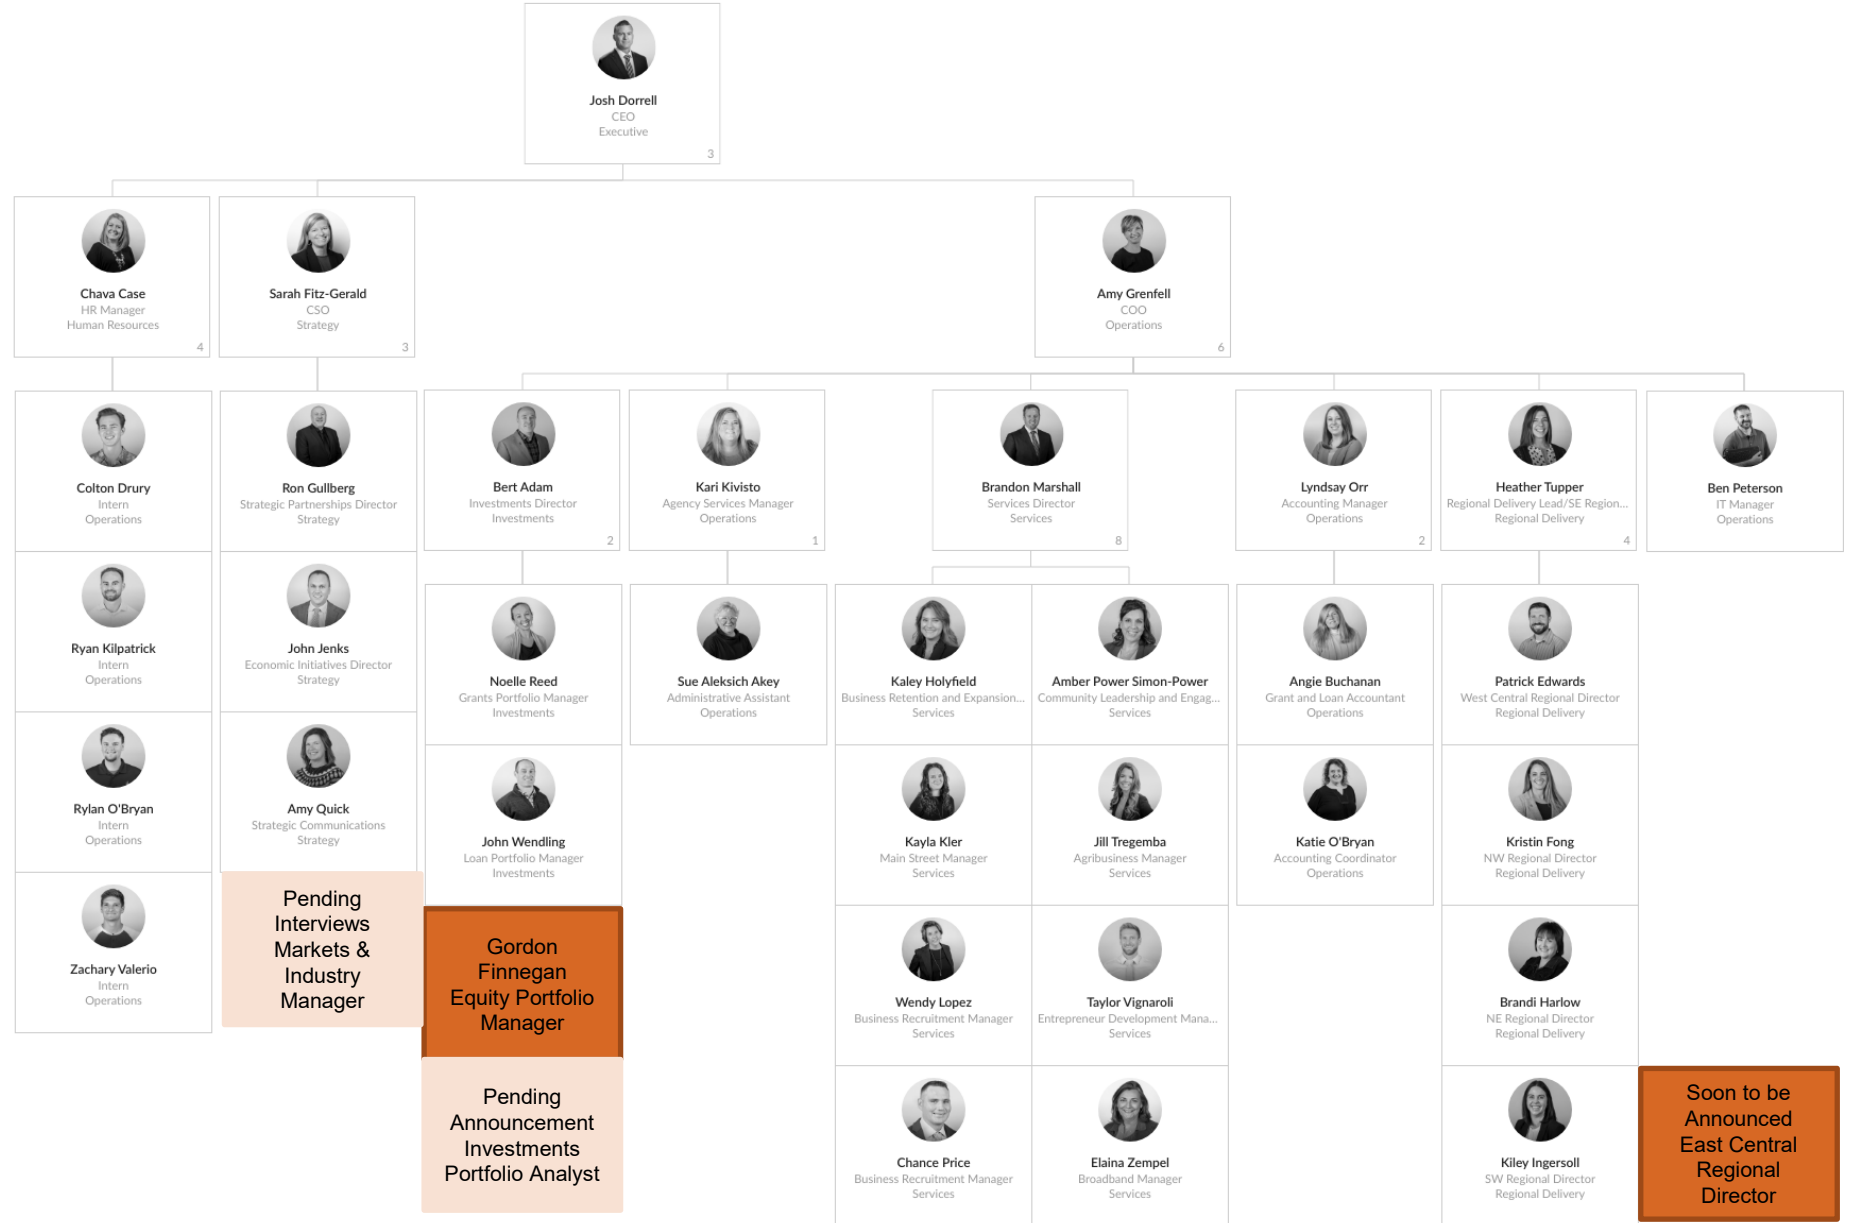 Josh Dorrell
CEO
Executive
3
Chava Case
HR Manager
Human Resources
4
Sarah Fitz-Gerald
CSO
Strategy
3
Amy Grenfell
COO
Operations
6
Colton Drury
Intern
Operations
Ryan Kilpatrick
Intern
Operations
Rylan O'Bryan
Intern
Operations
Zachary Valerio
Intern
Operations
Ron Gullberg
Strategic Partnerships Director
Strategy
John Jenks
Economic Initiatives Director
Strategy
Amy Quick
Strategic Communications
Strategy
Pending
Interviews
Markets &
Industry
Manager
Bert Adam
Investments Director
Investments
2
Noelle Reed
Grants Portfolio Manager
Investments
John Wendling
Loan Portfolio Manager
Investments
Gordon
Finnegan
Equity Portfolio
Manager
Pending
Announcement
Investments
Portfolio Analyst
Kari Kivisto
Agency Services Manager
Operations
1
Sue Aleksich Akey
Administrative Assistant
Operations
Brandon Marshall
Services Director
Services
8
Kaley Holyfield
Business Retention and Expansion...
Services
Amber Power Simon-Power
Community Leadership and Engag...
Services
Kayla Kler
Main Street Manager
Services
Jill Tregemba
Agribusiness Manager
Services
Wendy Lopez
Business Recruitment Manager
Services
Taylor Vignaroli
Entrepreneur Development Mana...
Services
Chance Price
Business Recruitment Manager
Services
Elaina Zempel
Broadband Manager
Services
Lyndsay Orr
Accounting Manager
Operations
2
Angie Buchanan
Grant and Loan Accountant
Operations
Katie O'Bryan
Accounting Coordinator
Operations
Heather Tupper
Regional Delivery Lead/SE Region...
Regional Delivery
4
Patrick Edwards
West Central Regional Director
Regional Delivery
Kristin Fong
NW Regional Director
Regional Delivery
Brandi Harlow
NE Regional Director
Regional Delivery
Kiley Ingersoll
SW Regional Director
Regional Delivery
Soon to be
Announced
East Central
Regional
Director
Ben Peterson
IT Manager
Operations